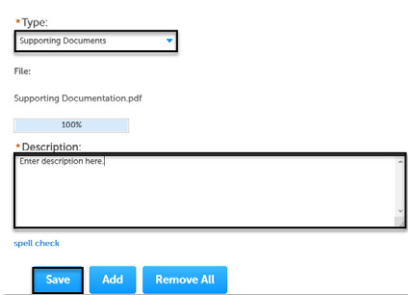 *Type:
Supporting Documents
File:
Supporting Documentation.pdf
100%
*Description:
Enter description here.
spell check
Save Add Remove All